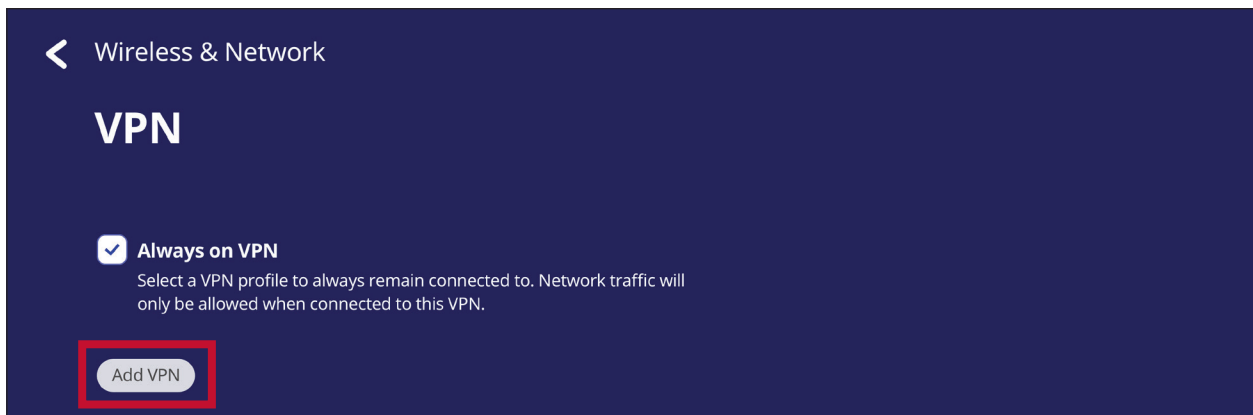 Wireless & Network
VPN
Always on VPN
Select a VPN profile to always remain connected to. Network traffic will
only be allowed when connected to this VPN.
Add VPN